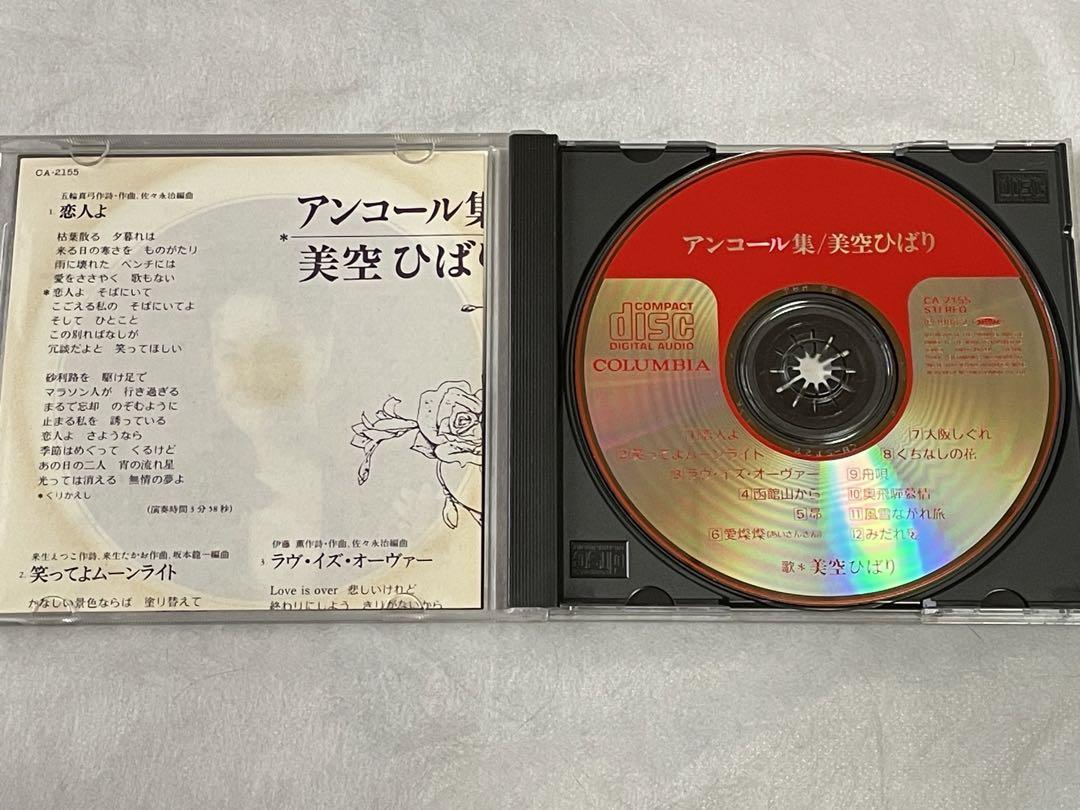 CA-2155
五輪真弓作詩・作曲、佐々永治編曲
1. 恋人よ
枯葉散る 夕暮れは
来る日の寒さを ものがたり
雨に壊れた ベンチには
愛をささやく 歌もない
*恋人よ そばにいて
こごえる私の そばにいてよ
そして ひとこと
この別ればなしが
冗談だよと 笑ってほしい
砂利路を 駆け足で
マラソン人が 行き過ぎる
まるで忘却 のぞむように
止まる私を 誘っている
恋人よ さようなら
季節はめぐって くるけど
あの日の二人 宵の流れ星
光っては消える 無情の夢よ
*くりかえし
(演奏時間3分58秒)
来生えつこ作詩、来生たかお作曲、坂本龍一編曲
2. 笑ってよムーンライト
かなしい景色ならば 塗り替えて
アンコール集
*美空ひばり
伊藤 薫作詩・作曲、佐々永治編曲
3. ラヴ・イズ・オーヴァー
Love is over 悲しいけれど
終わりにしよう きりがないから
アンコール集/美空ひばり
COMPACT
disc
DIGITAL AUDIO
COLUMBIA
CA 2155
STEREO
1 恋人よ
2 笑ってよムーンライト
3 ラヴ・イズ・オーヴァー
4 函館山から
5 昴
6 愛燦燦(あいさんさん)
7 大阪しぐれ
8 くちなしの花
9 舟唄
10 奥飛騨慕情
11 風雪ながれ旅
12 みだれ髪
歌*美空ひばり
disc
disc